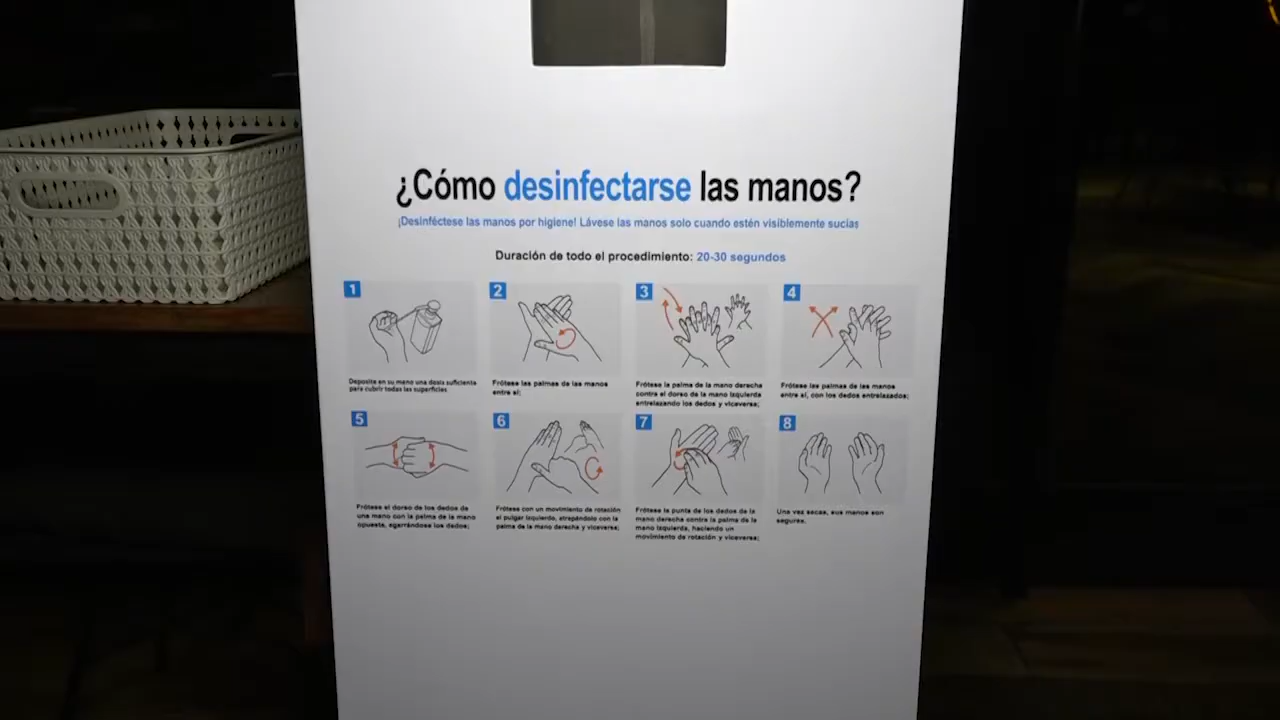 ¿Cómo desinfectarse las manos?
¡Desinféctese las manos por higiene! Lávese las manos solo cuando estén visiblemente sucias
Duración de todo el procedimiento: 20-30 segundos
1
2
3
4
Deposite en su mano una dosis suficiente
para cubrir todas las superficies
Frótese las palmas de las manos
entre sí;
Frótese la palma de la mano derecha
contra el dorso de la mano izquierda
entrelazando los dedos y viceversa;
Frótese las palmas de las manos
entre sí, con los dedos entrelazados;
5
6
7
8
Frótese el dorso de los dedos de
una mano con la palma de la mano
opuesta, agarrándose los dedos;
Frótese con un movimiento de rotación
el pulgar izquierdo, atrapándolo con la
palma de la mano derecha y viceversa;
Frótese la punta de los dedos de la
mano derecha contra la palma de la
mano izquierda, haciendo un
movimiento de rotación y viceversa;
Una vez secas, sus manos son
seguras.